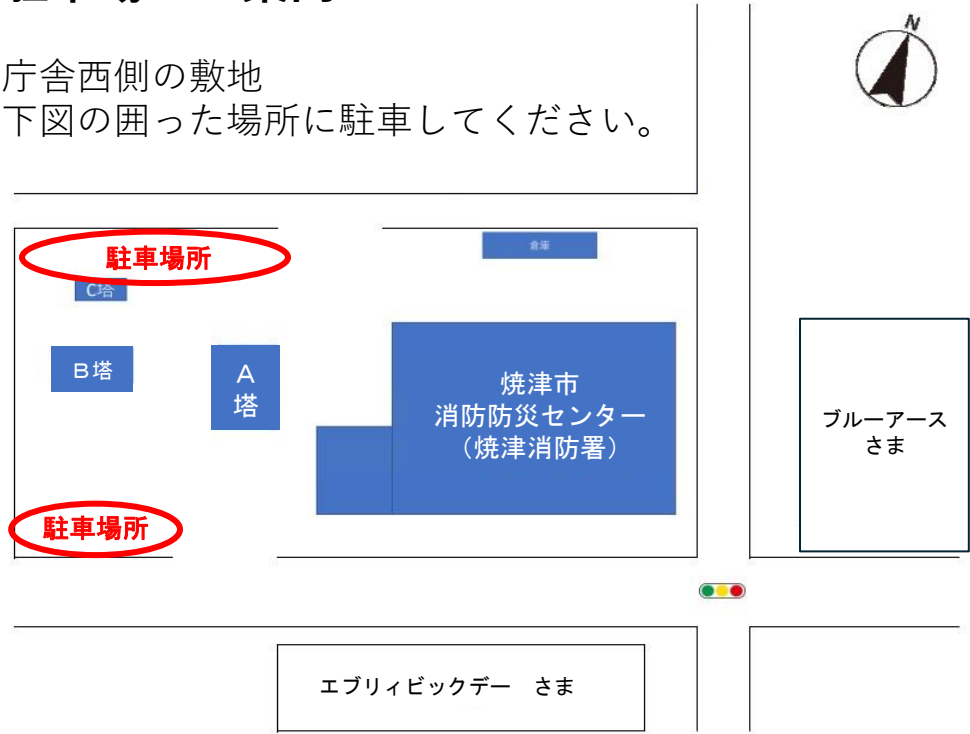 N
庁舎西側の敷地
下図の囲った場所に駐車してください。
駐車場所
倉庫
C塔
B塔
A
塔
焼津市
消防防災センター
（焼津消防署）
ブルーアース
さま
駐車場所
エブリィビックデー　さま